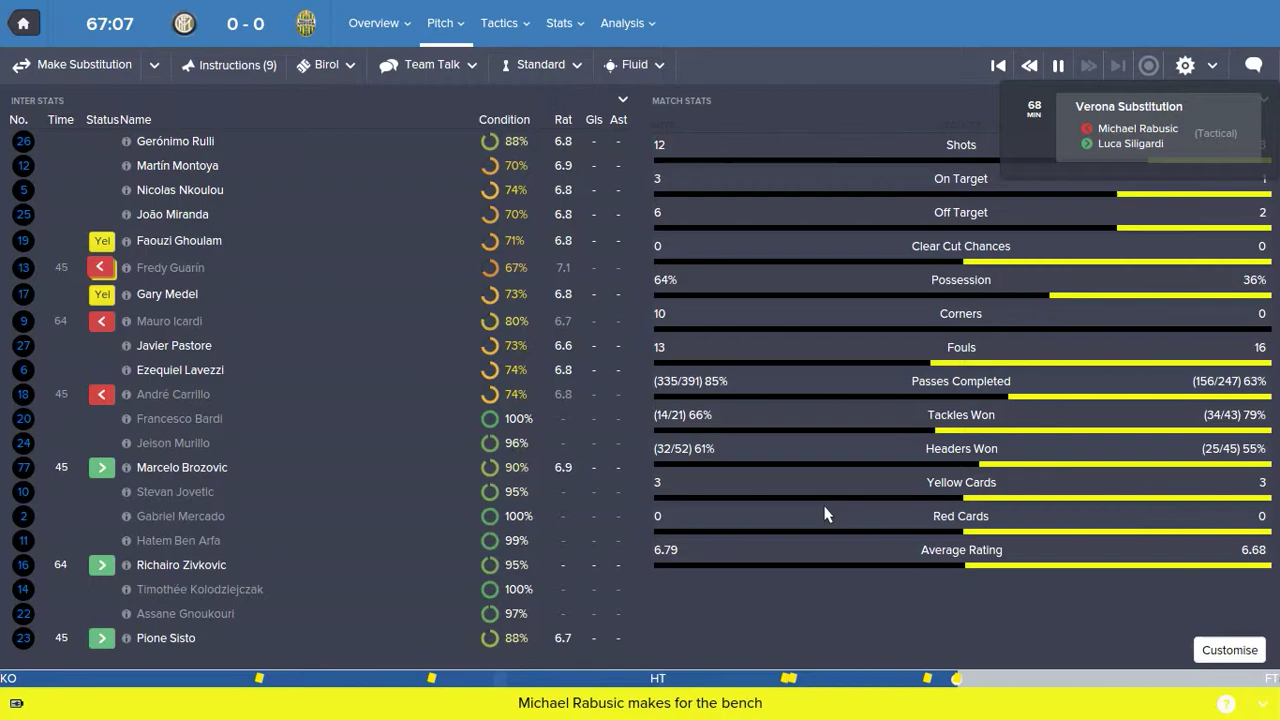 67:07 0 - 0 Overview Pitch Tactics Stats Analysis
Make Substitution Instructions (9) Birol Team Talk Standard Fluid
INTER STATS
No. Time Status Name Condition Rat Gls Ast
26 Gerónimo Rulli 88% 6.8 - -
12 Martín Montoya 70% 6.9 - -
5 Nicolas Nkoulou 74% 6.8 - -
25 João Miranda 70% 6.8 - -
19 Yel Faouzi Ghoulam 71% 6.8 - -
13 45 Fredy Guarín 67% 7.1 - -
17 Yel Gary Medel 73% 6.8 - -
9 64 Mauro Icardi 80% 6.7 - -
27 Javier Pastore 73% 6.6 - -
6 Ezequiel Lavezzi 74% 6.8 - -
18 45 André Carrillo 74% 6.8 - -
20 Francesco Bardi 100% - - -
24 Jeison Murillo 96% - - -
77 45 Marcelo Brozovic 90% 6.9 - -
10 Stevan Jovetic 95% - - -
2 Gabriel Mercado 100% - - -
11 Hatem Ben Arfa 99% - - -
16 64 Richairo Zivkovic 95% - - -
14 Timothée Kolodziejczak 100% - - -
22 Assane Gnoukouri 97% - - -
23 45 Pione Sisto 88% 6.7 - -
MATCH STATS
68 MIN
Verona Substitution
Michael Rabusic
Luca Siligardi
(Tactical)
12 Shots 3
3 On Target 1
6 Off Target 2
0 Clear Cut Chances 0
64% Possession 36%
10 Corners 0
13 Fouls 16
(335/391) 85% Passes Completed (156/247) 63%
(14/21) 66% Tackles Won (34/43) 79%
(32/52) 61% Headers Won (25/45) 55%
3 Yellow Cards 3
0 Red Cards 0
6.79 Average Rating 6.68
Customise
KO HT FT
Michael Rabusic makes for the bench